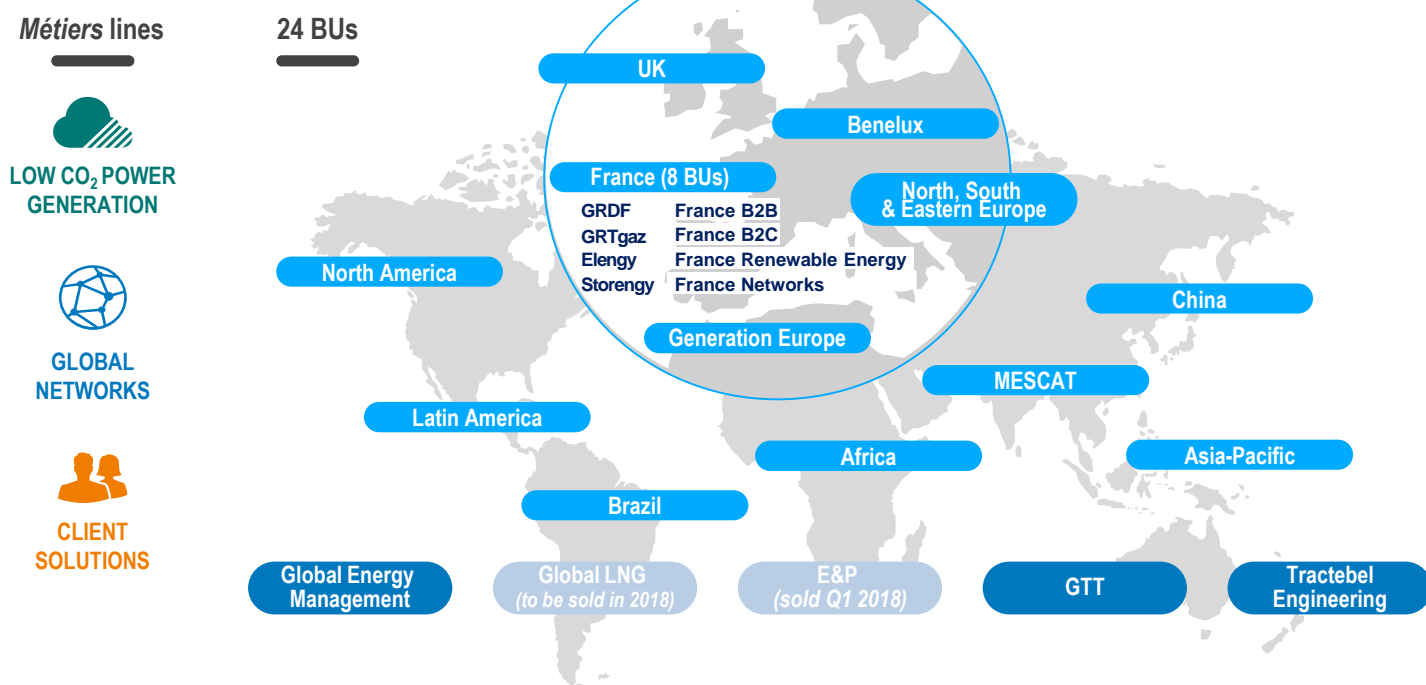 Métiers lines
24 BUs
LOW CO₂ POWER
GENERATION
GLOBAL
NETWORKS
CLIENT
SOLUTIONS
UK
Benelux
France (8 BUs)
North, South
& Eastern Europe
GRDF France B2B
GRTgaz France B2C
Elengy France Renewable Energy
Storengy France Networks
North America
China
Generation Europe
MESCAT
Latin America
Africa
Asia-Pacific
Brazil
Global Energy
Management
Global LNG
(to be sold in 2018)
E&P
(sold Q1 2018)
GTT
Tractebel
Engineering